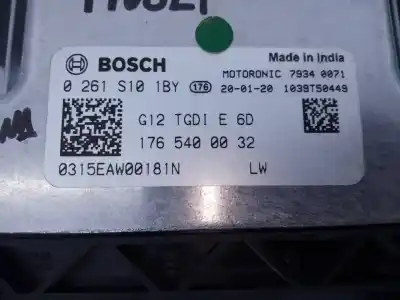 BOSCH
Made in India
MOTORONIC 7934 0071
0 261 S10 1BY 176 20-01-20 1039T50449
G12 TGDI E 6D
176 540 00 32
0315EAW00181N LW